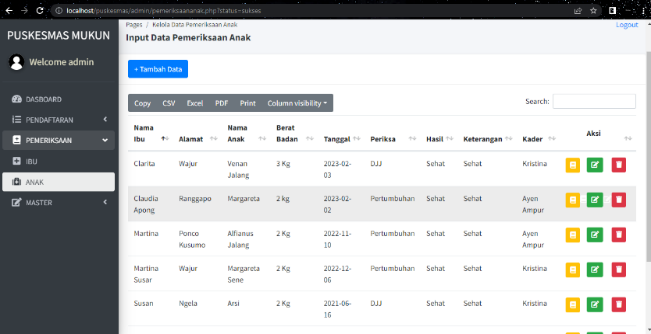 localhost/puskesmas/admin/pemeriksaananak.php?status=sukses
PUSKESMAS MUKUN
Welcome admin
DASBOARD
PENDAFTARAN
PEMERIKSAAN
IBU
ANAK
MASTER
Pages / Kelola Data Pemeriksaan Anak
Logout
Input Data Pemeriksaan Anak
+ Tambah Data
Copy CSV Excel PDF Print Column visibility
Search:
Nama Ibu Alamat Nama Anak Berat Badan Tanggal Periksa Hasil Keterangan Kader Aksi
Clarita Wajur Venan Jalang 3 Kg 2023-02-03 DJJ Sehat Sehat Kristina
Claudia Apong Ranggapo Margareta 2 kg 2023-02-02 Pertumbuhan Sehat Sehat Ayen Ampur
Martina Ponco Kusumo Alfianus Jalang 2 Kg 2022-11-10 Pertumbuhan Sehat Sehat Ayen Ampur
Martina Susar Wajur Margareta Sene 2 Kg 2022-12-06 Pertumbuhan Sehat Sehat Kristina
Susan Ngela Arsi 2 Kg 2021-06-16 DJJ Sehat Sehat Kristina